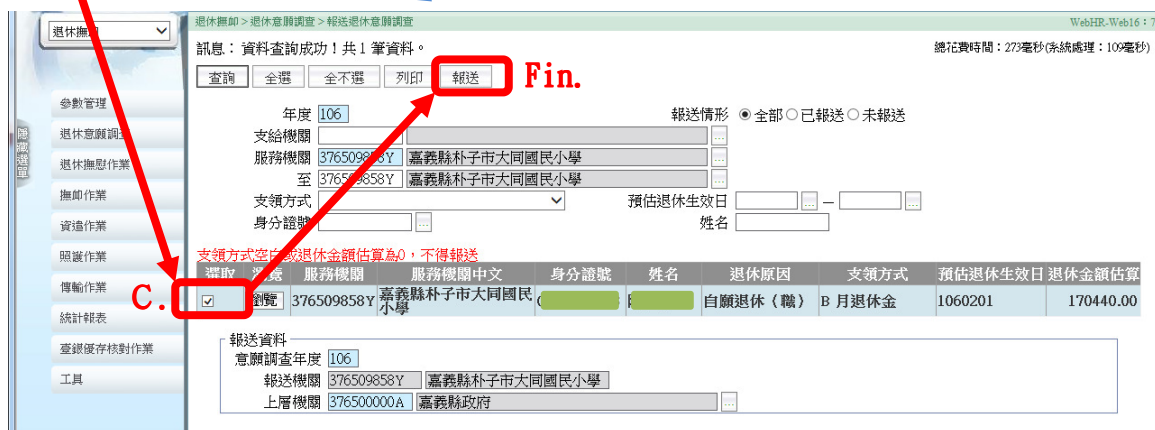 退休撫卹
退休撫卹>退休意願調查>報送退休意願調查
WebHR-Web16：7
訊息：資料查詢成功！共1 筆資料。
總花費時間：273毫秒(系統處理：109毫秒)
查詢 全選 全不選 列印 報送 Fin.
隱藏選單
參數管理
退休意願調查
退休撫慰作業
撫卹作業
資遣作業
照護作業
傳輸作業
統計報表
臺銀優存核對作業
工具
年度 106
報送情形 全部 已報送 未報送
支給機關
服務機關 376509858Y 嘉義縣朴子市大同國民小學
至 376509858Y 嘉義縣朴子市大同國民小學
支領方式
預估退休生效日 —
身分證號
姓名
支領方式空白或退休金額估算為0，不得報送
選取 瀏覽 服務機關 服務機關中文 身分證號 姓名 退休原因 支領方式 預估退休生效日 退休金額估算
C. 瀏覽 376509858Y 嘉義縣朴子市大同國民小學 自願退休（職） B 月退休金 1060201 170440.00
報送資料
意願調查年度 106
報送機關 376509858Y 嘉義縣朴子市大同國民小學
上層機關 376500000A 嘉義縣政府